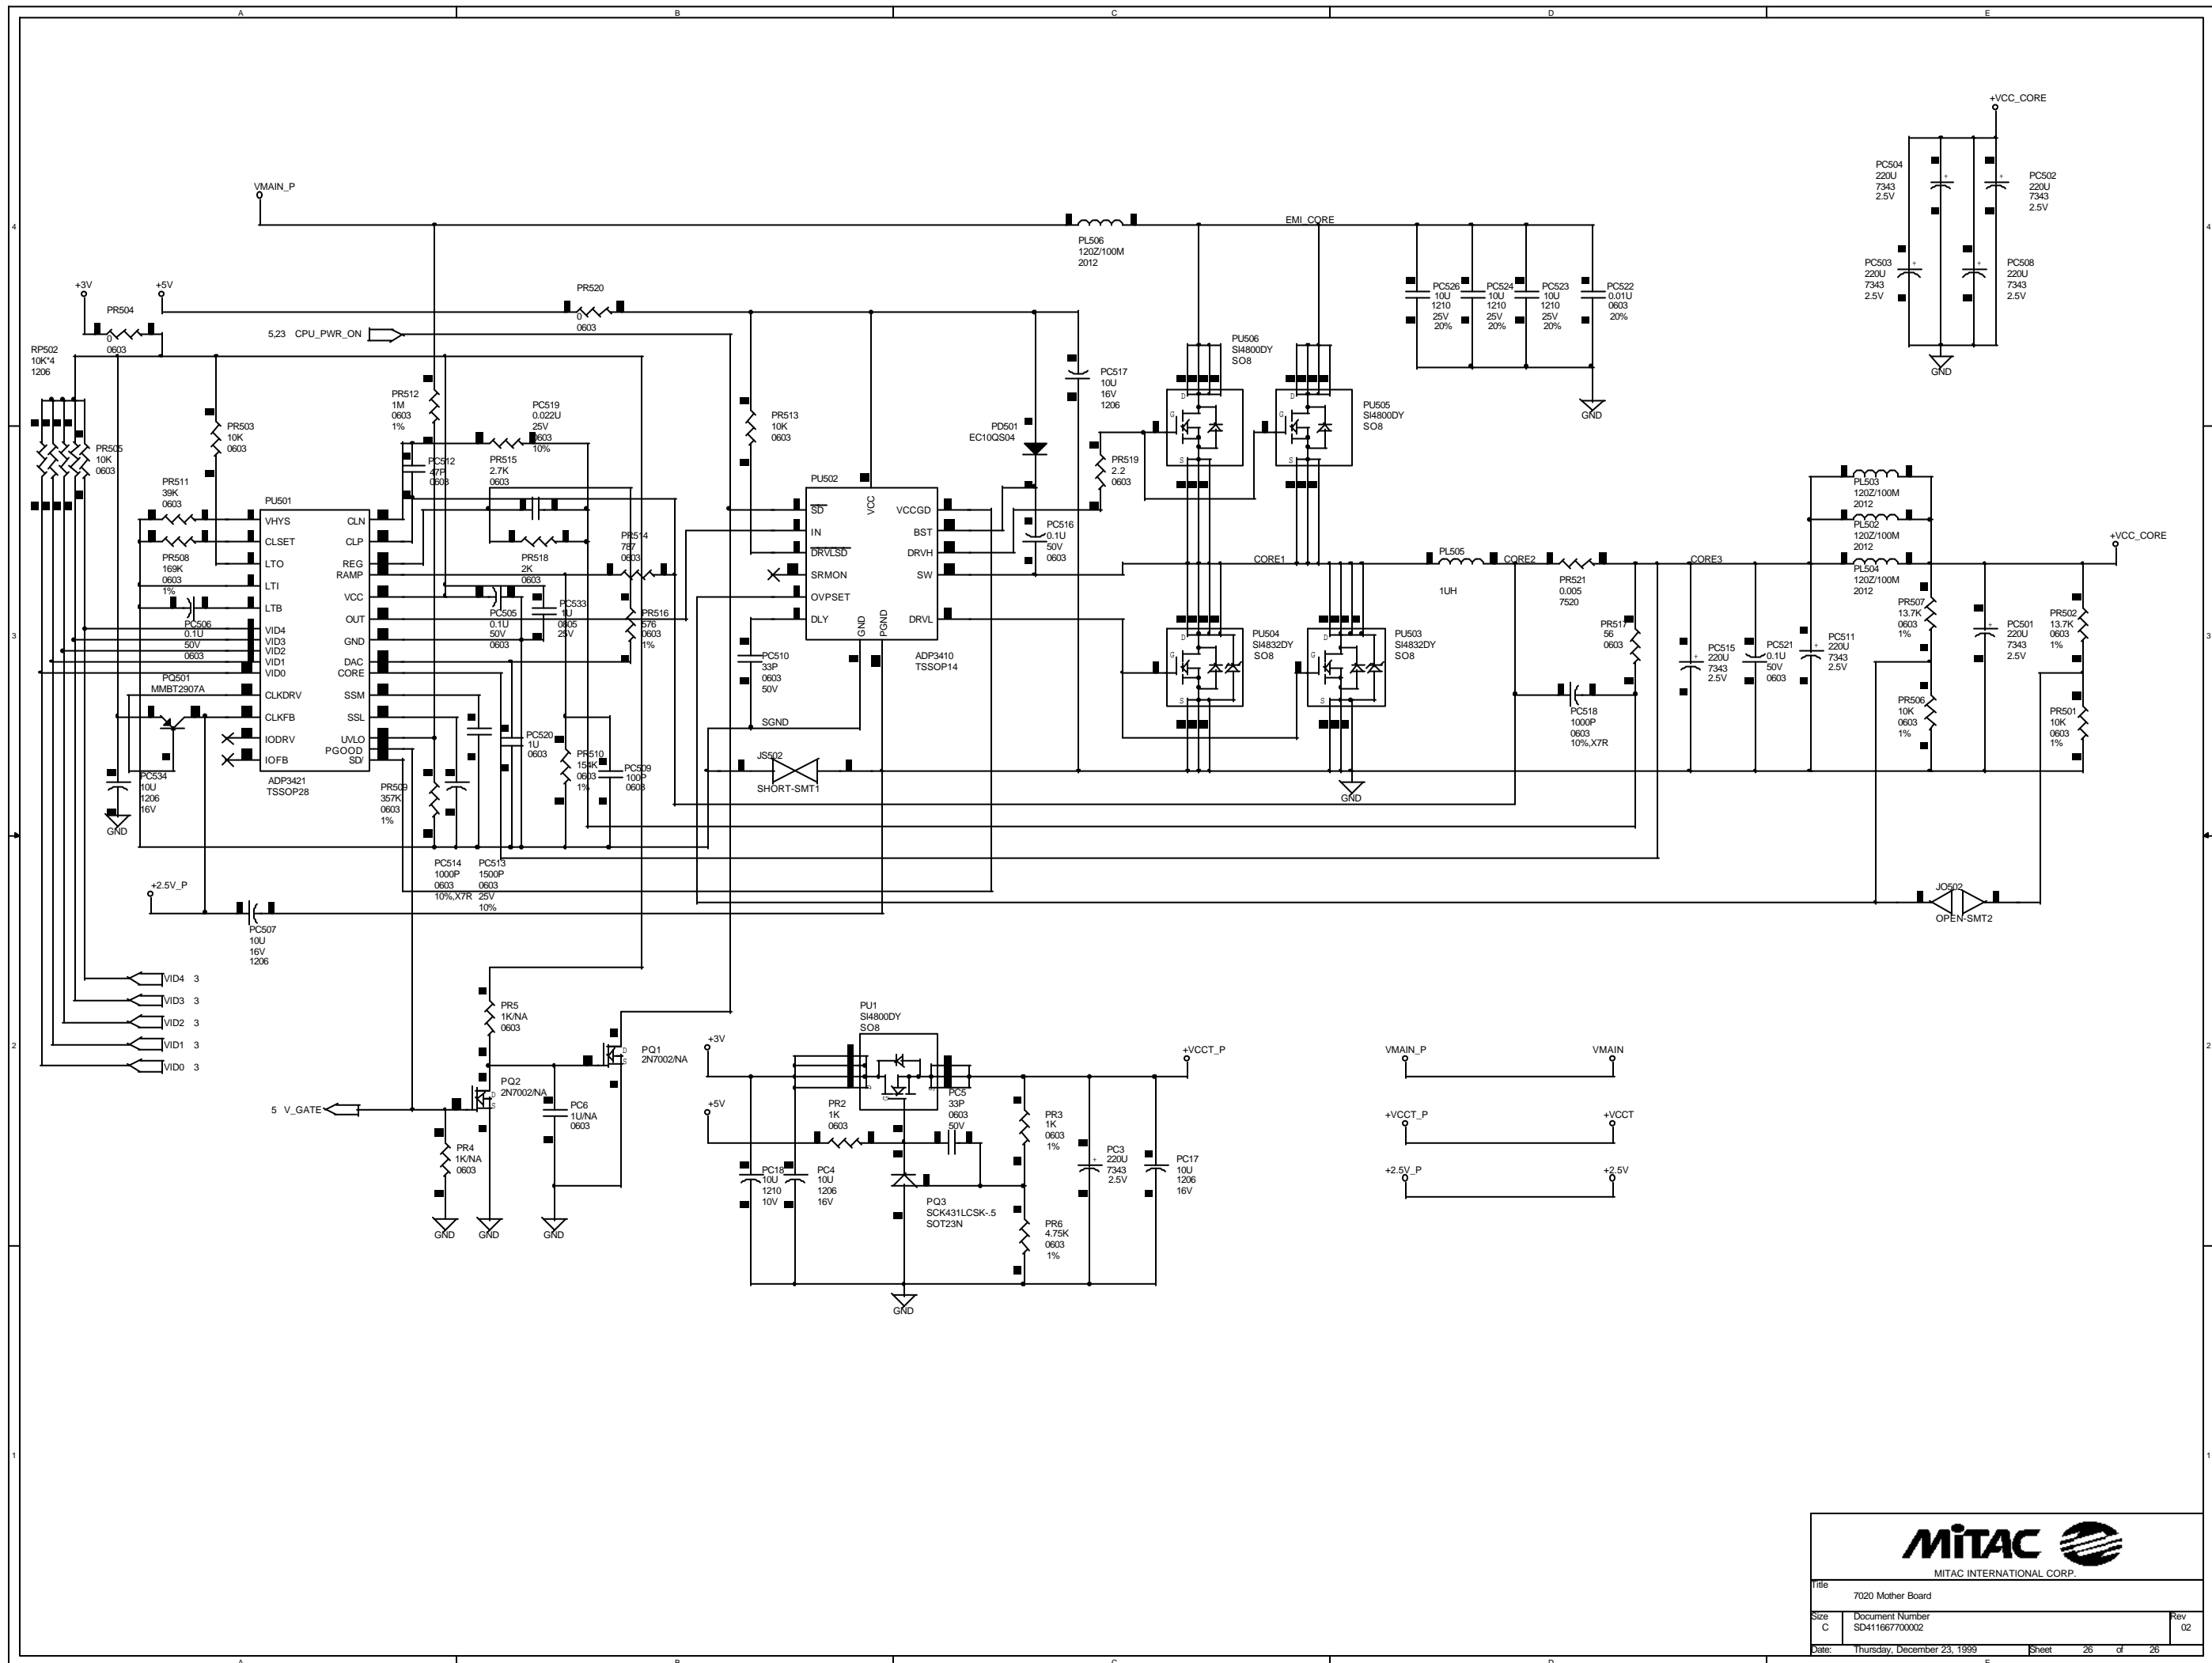 A
B
C
D
E
+VCC_CORE
PC504
220U
7343
2.5V
PC502
220U
7343
2.5V
VMAIN_P
4
EMI_CORE
4
PL506
120Z/100M
2012
PC503
220U
7343
2.5V
PC508
220U
7343
2.5V
GND
+3V
+5V
PR504
0
0603
PR520
0
0603
5,23 CPU_PWR_ON
PC526
10U
1210
25V
20%
PC524
10U
1210
25V
20%
PC523
10U
1210
25V
20%
PC522
0.01U
0603
20%
GND
RP502
10K*4
1206
PR505
10K
0603
PR503
10K
0603
PR512
1M
0603
1%
PC519
0.022U
25V
0603
10%
PC512
47P
0603
PR515
2.7K
0603
PR513
10K
0603
PD501
EC10QS04
PC517
10U
16V
1206
PR519
2.2
0603
PU506
SI4800DY
SO8
D
G
S
PU505
SI4800DY
SO8
D
G
S
PR511
39K
0603
PR508
169K
0603
1%
PC506
0.1U
50V
0603
PU501
VHYS
CLSET
LTO
LTI
LTB
VID4
VID3
VID2
VID1
VID0
CLKDRV
CLKFB
IODRV
IOFB
CLN
CLP
REG
RAMP
VCC
OUT
GND
DAC
CORE
SSM
SSL
UVLO
PGOOD
SD/
ADP3421
TSSOP28
PR518
2K
0603
PR514
787
0603
PC505
0.1U
50V
0603
PC533
1U
0805
25V
PR516
576
0603
1%
PU502
SD
IN
DRVLSD
SRMON
OVPSET
DLY
VCC
GND
PGND
VCCGD
BST
DRVH
SW
DRVL
ADP3410
TSSOP14
PC516
0.1U
50V
0603
PC510
33P
0603
50V
SGND
JS502
SHORT-SMT1
CORE1
PL505
1UH
CORE2
PR521
0.005
7520
CORE3
PL503
120Z/100M
2012
PL502
120Z/100M
2012
PL504
120Z/100M
2012
+VCC_CORE
3
3
PU504
SI4832DY
SO8
D
G
S
PU503
SI4832DY
SO8
D
G
S
GND
PR517
56
0603
PC518
1000P
0603
10%,X7R
PC515
220U
7343
2.5V
PC521
0.1U
50V
0603
PC511
220U
7343
2.5V
PR507
13.7K
0603
1%
PR506
10K
0603
1%
PC501
220U
7343
2.5V
PR502
13.7K
0603
1%
PR501
10K
0603
1%
PQ501
MMBT2907A
PC534
10U
1206
16V
GND
PR509
357K
0603
1%
PC520
1U
0603
PR510
154K
0603
1%
PC509
100P
0603
PC514
1000P
0603
10%,X7R
PC513
1500P
0603
25V
10%
+2.5V_P
PC507
10U
16V
1206
JO502
OPEN-SMT2
VID4 3
VID3 3
VID2 3
VID1 3
VID0 3
2
2
PR5
1K/NA
0603
PQ1
2N7002/NA
D
S
PQ2
2N7002/NA
D
S
5 V_GATE
PR4
1K/NA
0603
PC6
1U/NA
0603
GND
GND
GND
+3V
+5V
PU1
SI4800DY
SO8
S
G
D
PR2
1K
0603
PC5
33P
0603
50V
PC18
10U
1210
10V
PC4
10U
1206
16V
PQ3
SCK431LCSK-.5
SOT23N
PR3
1K
0603
1%
PR6
4.75K
0603
1%
PC3
220U
7343
2.5V
PC17
10U
1206
16V
+VCCT_P
GND
VMAIN_P
VMAIN
+VCCT_P
+VCCT
+2.5V_P
+2.5V
1
1
MiTAC
MITAC INTERNATIONAL CORP.
Title
7020 Mother Board
Size
C
Document Number
SD411667700002
Rev
02
Date: Thursday, December 23, 1999
Sheet 26 of 26
A
B
C
D
E